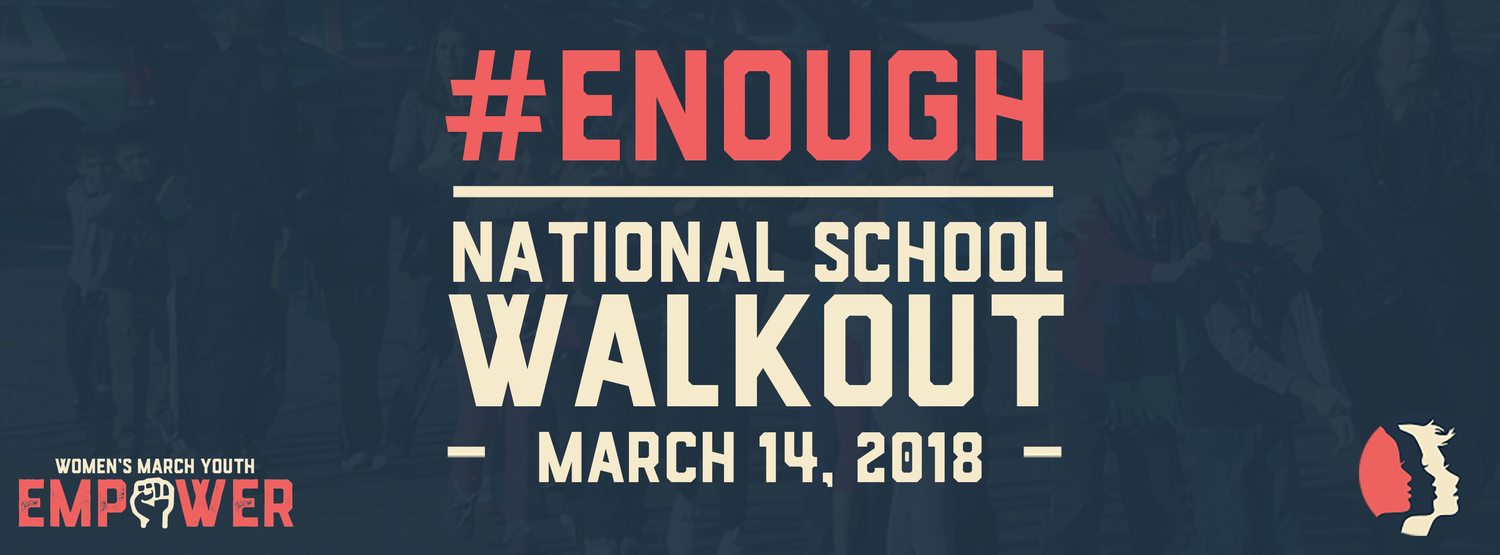 #ENOUGH
NATIONAL SCHOOL
WALKOUT
– MARCH 14, 2018 –
WOMEN'S MARCH YOUTH
EMPOWER